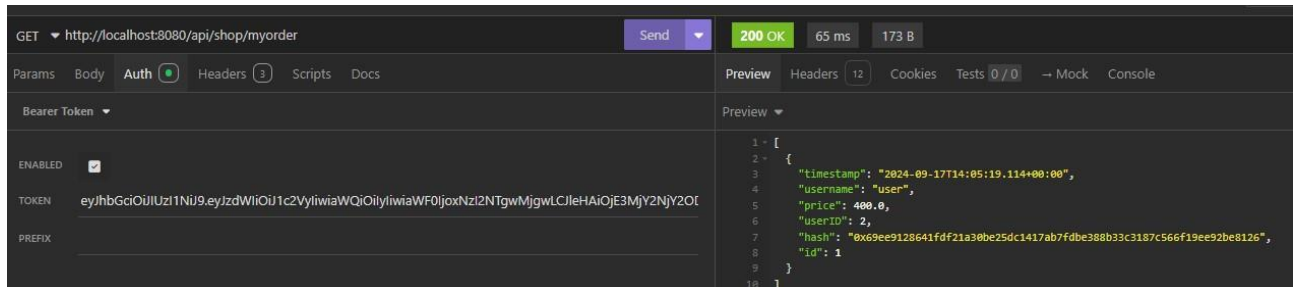 GET http://localhost:8080/api/shop/myorder Send 200 OK 65 ms 173 B
Params Body Auth Headers 3 Scripts Docs Preview Headers 12 Cookies Tests 0 / 0 → Mock Console
Bearer Token Preview
ENABLED
TOKEN
PREFIX
1 [
2 {
3 "timestamp": "2024-09-17T14:05:19.114+00:00",
4 "username": "user",
5 "price": 400.0,
6 "userID": 2,
7 "hash": "0x69ee9128641fdf21a30be25dc1417ab7fdbe388b33c3187c566f19ee92be8126",
8 "id": 1
9 }
10 ]